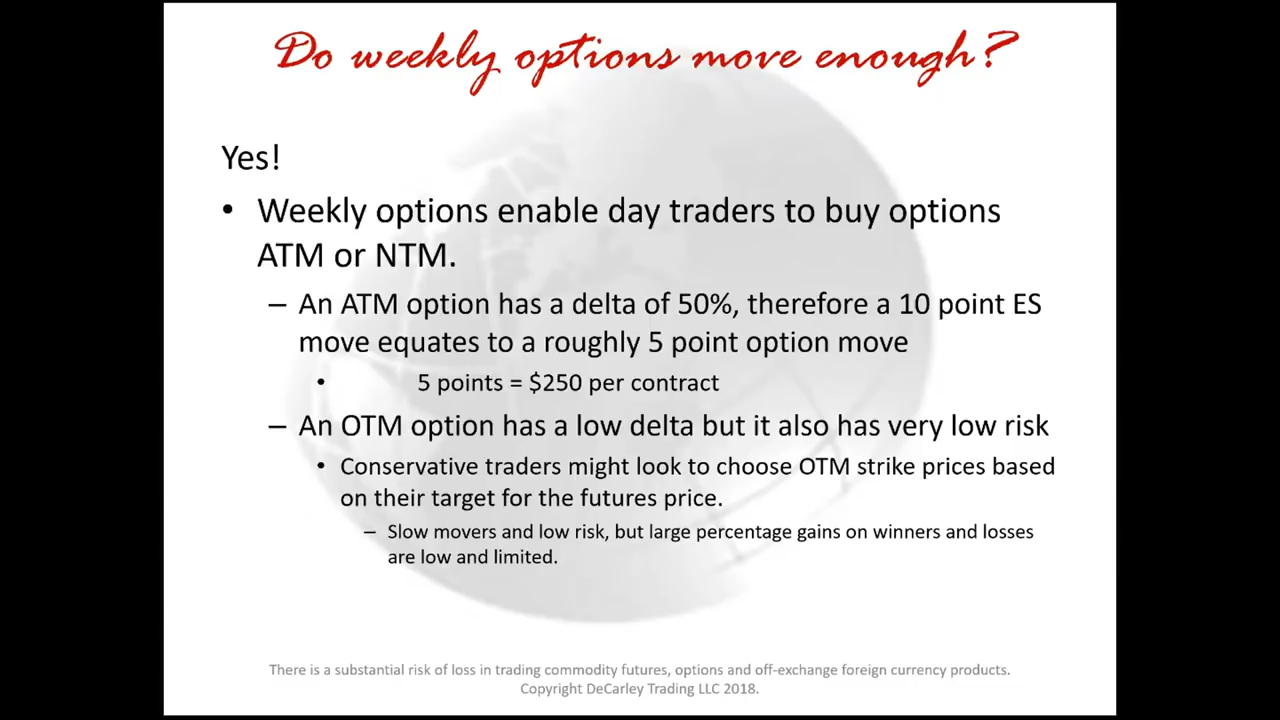 Do weekly options move enough?
Yes!
• Weekly options enable day traders to buy options
ATM or NTM.
– An ATM option has a delta of 50%, therefore a 10 point ES
move equates to a roughly 5 point option move
• 5 points = $250 per contract
– An OTM option has a low delta but it also has very low risk
• Conservative traders might look to choose OTM strike prices based
on their target for the futures price.
– Slow movers and low risk, but large percentage gains on winners and losses
are low and limited.
There is a substantial risk of loss in trading commodity futures, options and off-exchange foreign currency products.
Copyright DeCarley Trading LLC 2018.